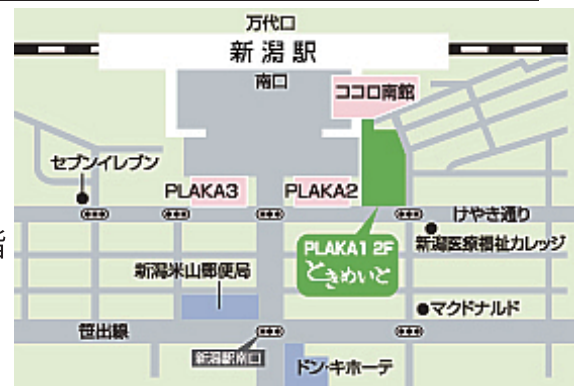 万代口
新潟駅
南口
ココロ南館
セブンイレブン
PLAKA3
PLAKA2
けやき通り
新潟医療福祉カレッジ
PLAKA1 2F
ときめいと
新潟米山郵便局
マクドナルド
笹出線
新潟駅南口
ドン・キホーテ
階